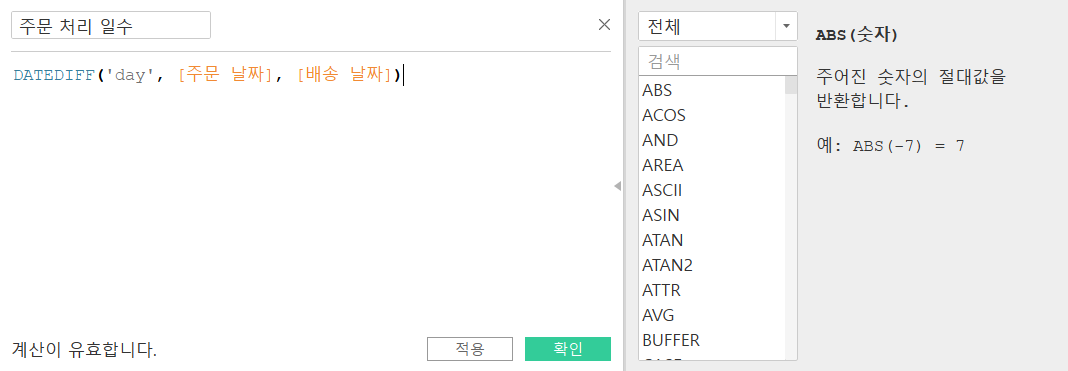 주문 처리 일수
DATEDIFF('day', [주문 날짜], [배송 날짜])
계산이 유효합니다.
적용
확인
전체
검색
ABS
ACOS
AND
AREA
ASCII
ASIN
ATAN
ATAN2
ATTR
AVG
BUFFER
ABS(숫자)
주어진 숫자의 절대값을
반환합니다.
예: ABS(-7) = 7